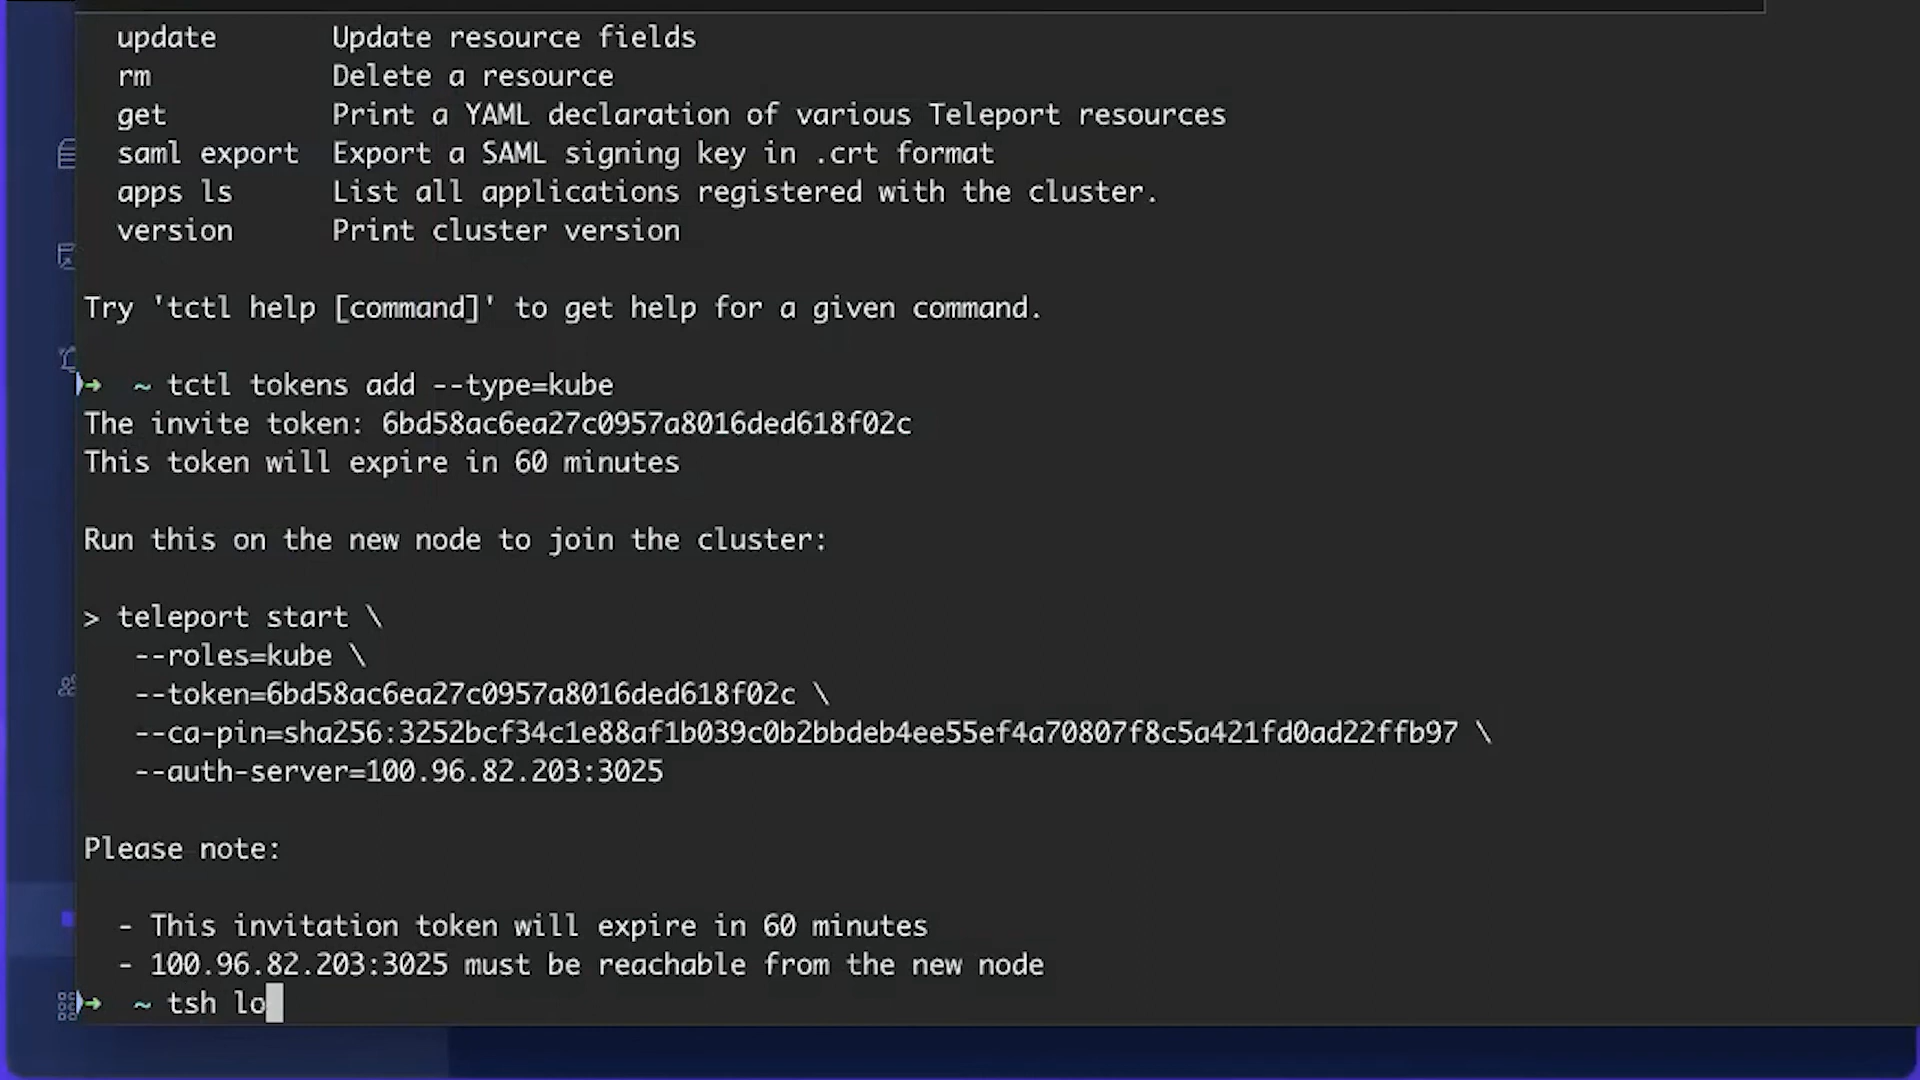 update       Update resource fields
rm           Delete a resource
get          Print a YAML declaration of various Teleport resources
saml export  Export a SAML signing key in .crt format
apps ls      List all applications registered with the cluster.
version      Print cluster version
Try 'tctl help [command]' to get help for a given command.
→ ~ tctl tokens add --type=kube
The invite token: 6bd58ac6ea27c0957a8016ded618f02c
This token will expire in 60 minutes
Run this on the new node to join the cluster:
> teleport start \
--roles=kube \
--token=6bd58ac6ea27c0957a8016ded618f02c \
--ca-pin=sha256:3252bcf34c1e88af1b039c0b2bbdeb4ee55ef4a70807f8c5a421fd0ad22ffb97 \
--auth-server=100.96.82.203:3025
Please note:
- This invitation token will expire in 60 minutes
- 100.96.82.203:3025 must be reachable from the new node
→ ~ tsh lo